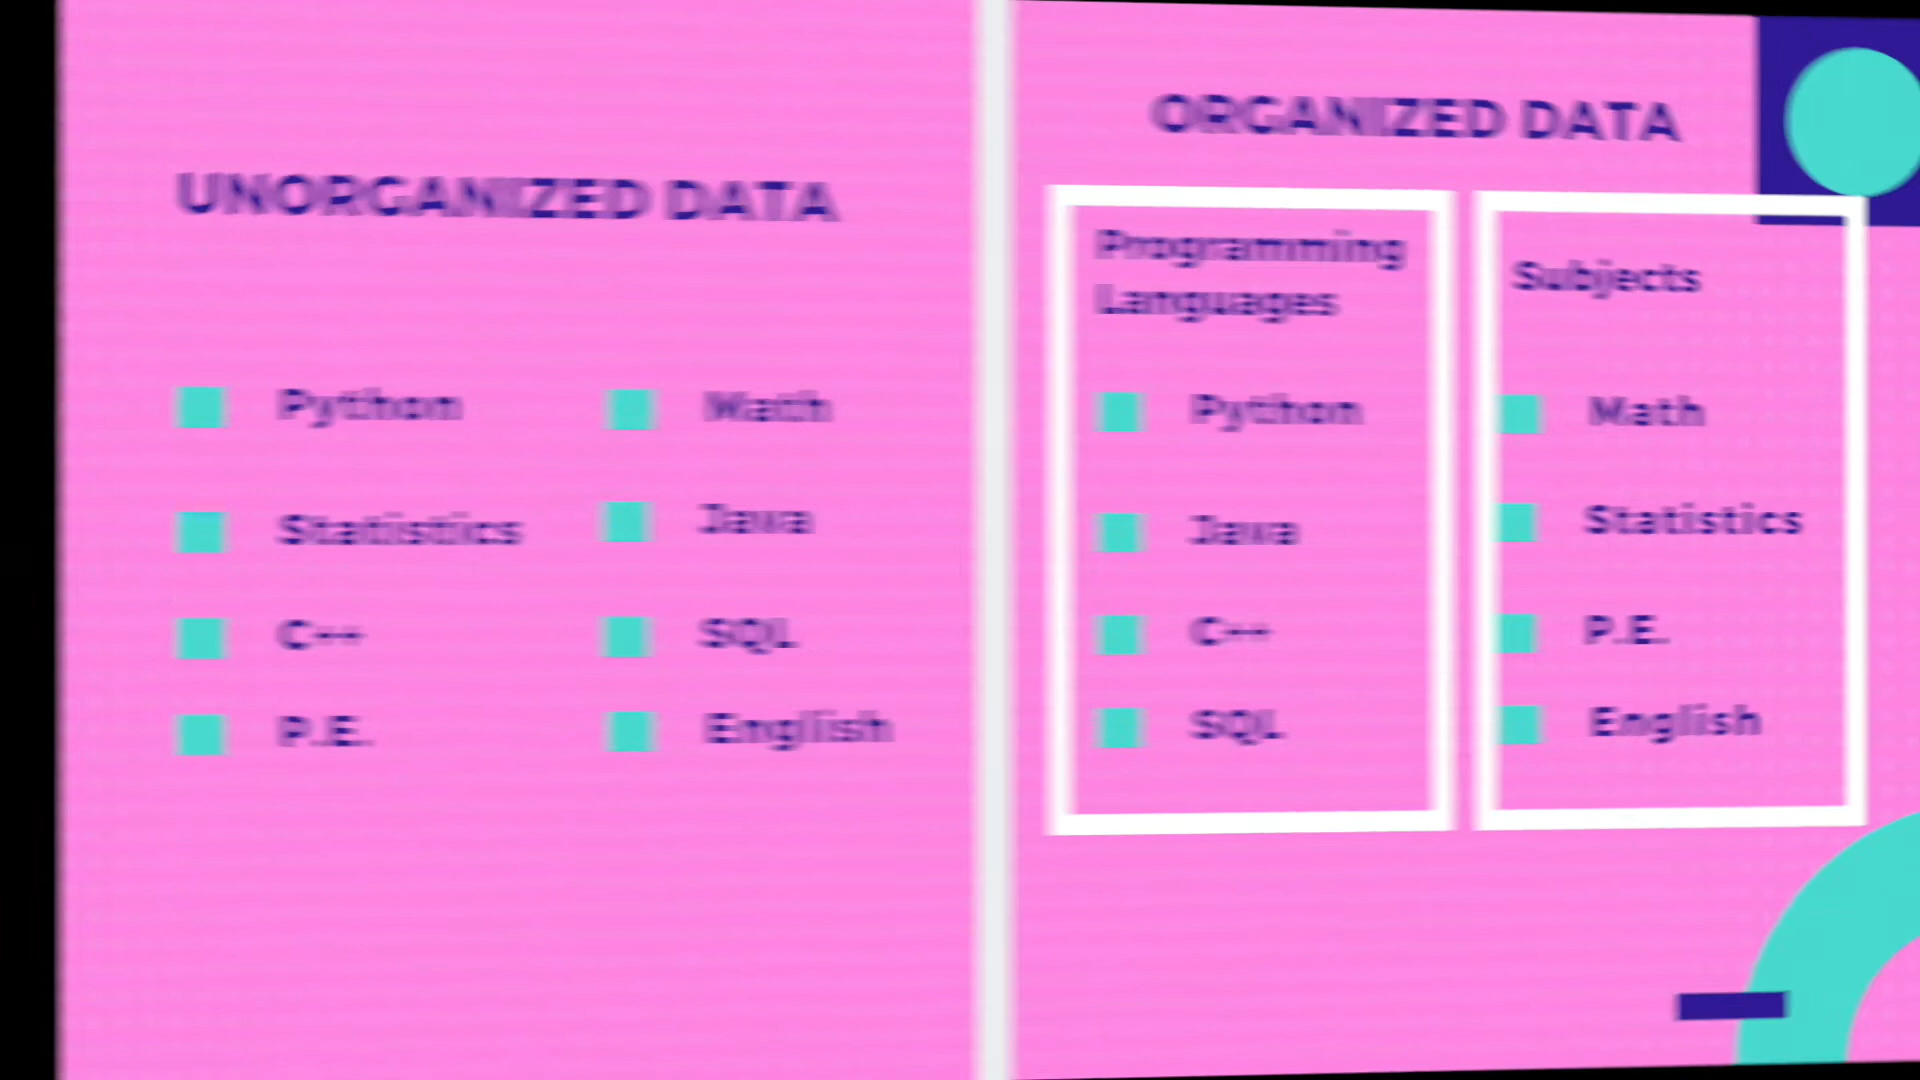 UNORGANIZED DATA
Python
Math
Statistics
Java
C++
SQL
P.E.
English
ORGANIZED DATA
Programming
Languages
Python
Java
C++
SQL
Subjects
Math
Statistics
P.E.
English